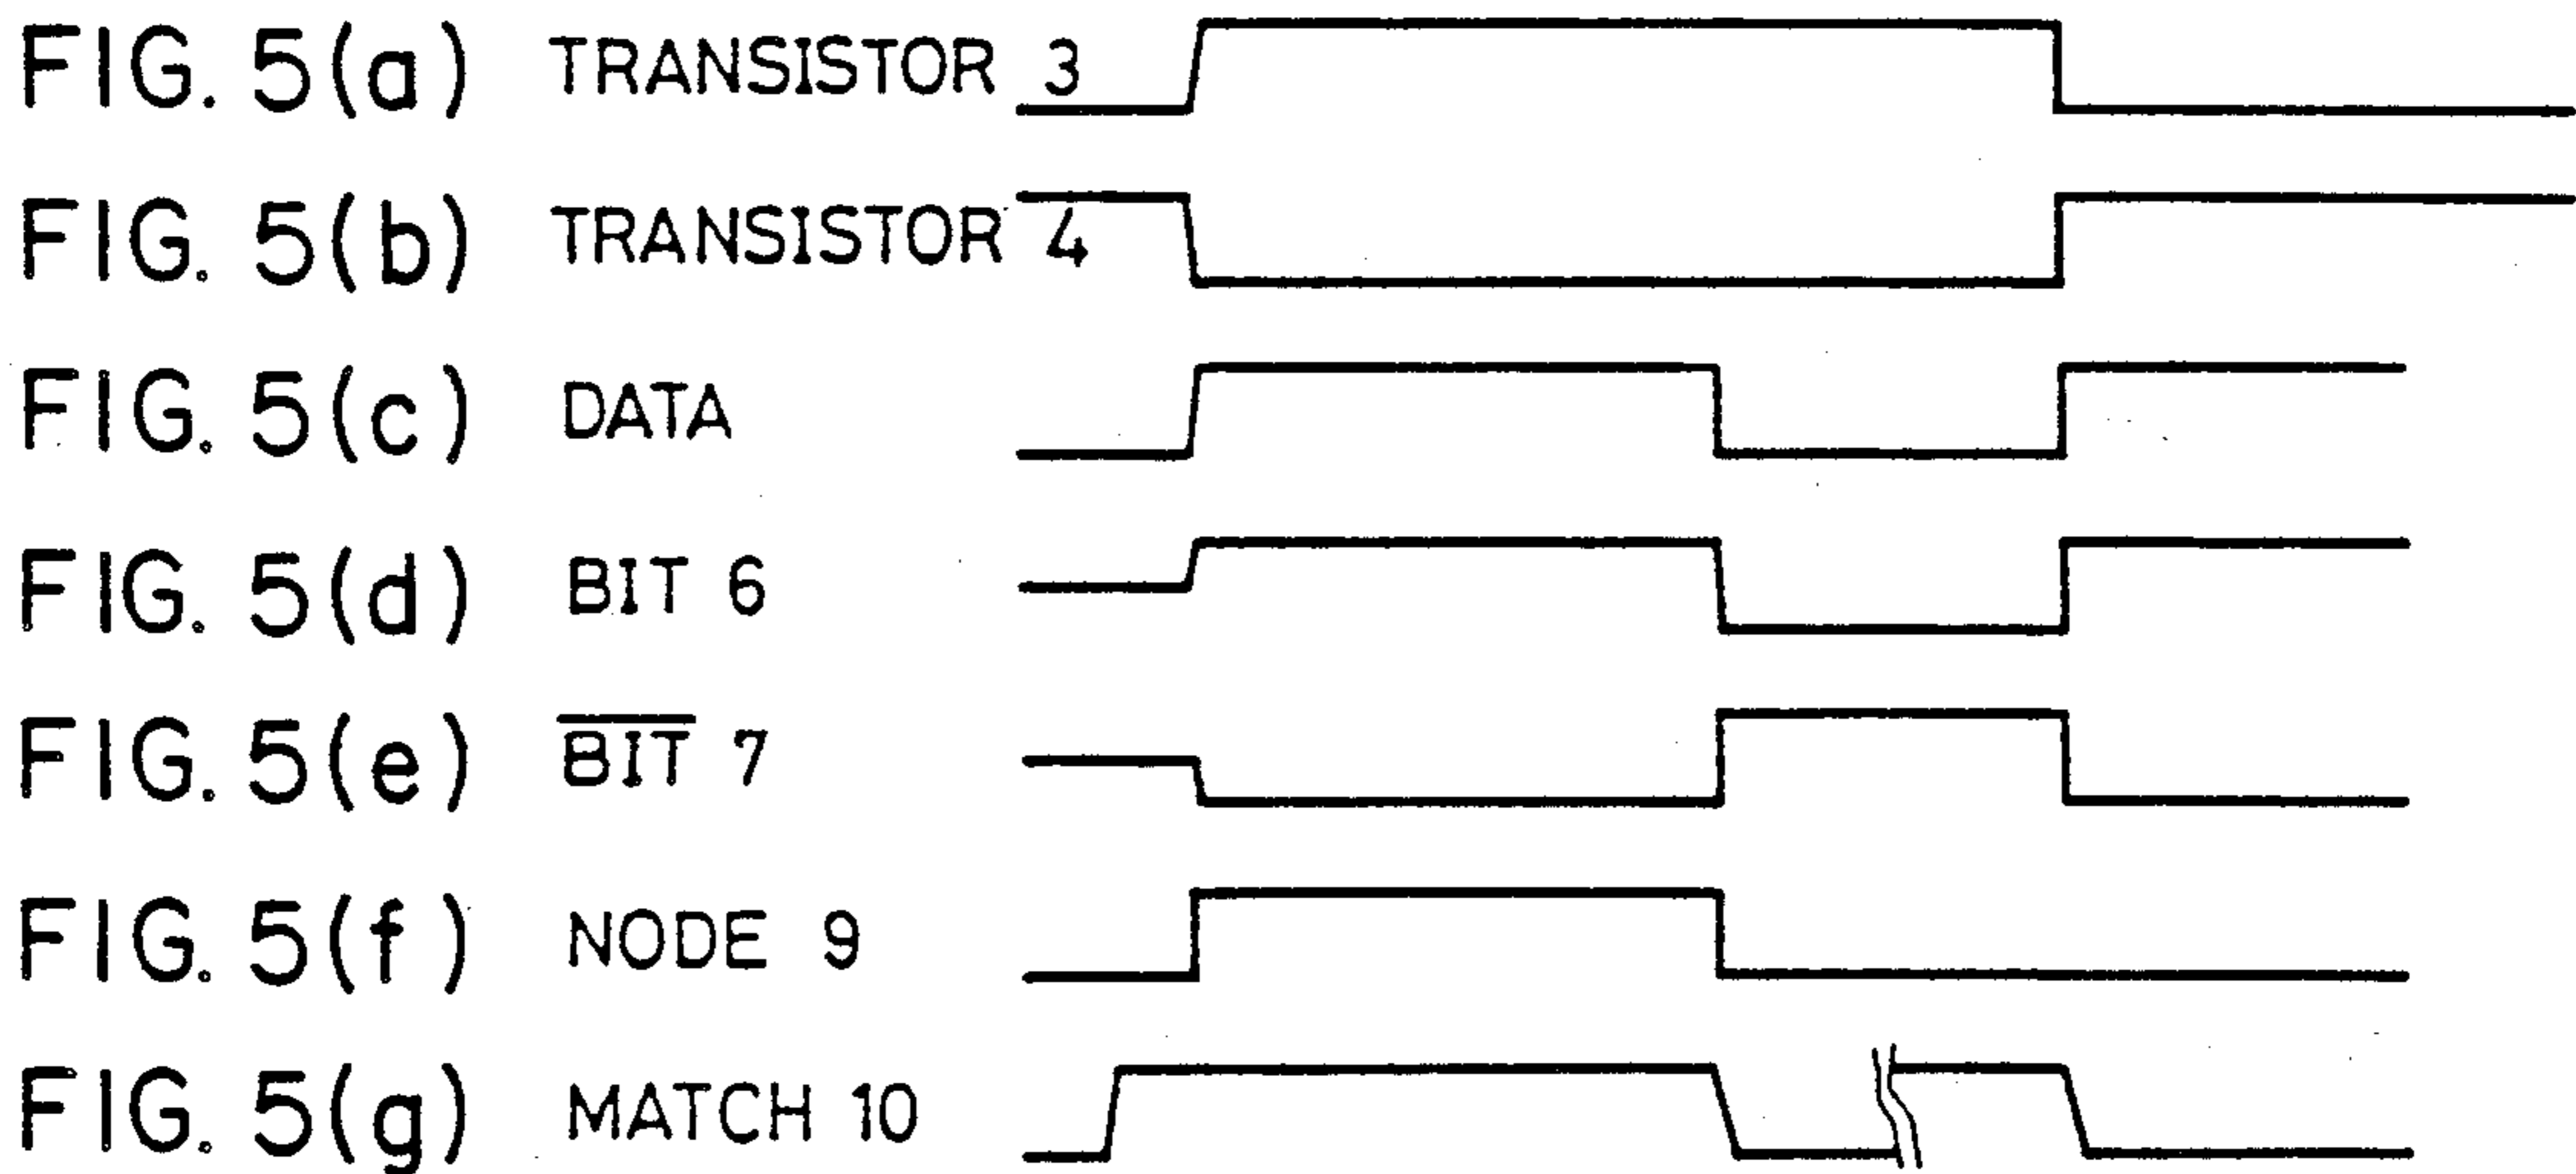 FIG. 5(a) TRANSISTOR 3
FIG. 5(b) TRANSISTOR 4
FIG. 5(c) DATA
FIG. 5(d) BIT 6
FIG. 5(e) B̅I̅T̅ 7
FIG. 5(f) NODE 9
FIG. 5(g) MATCH 10